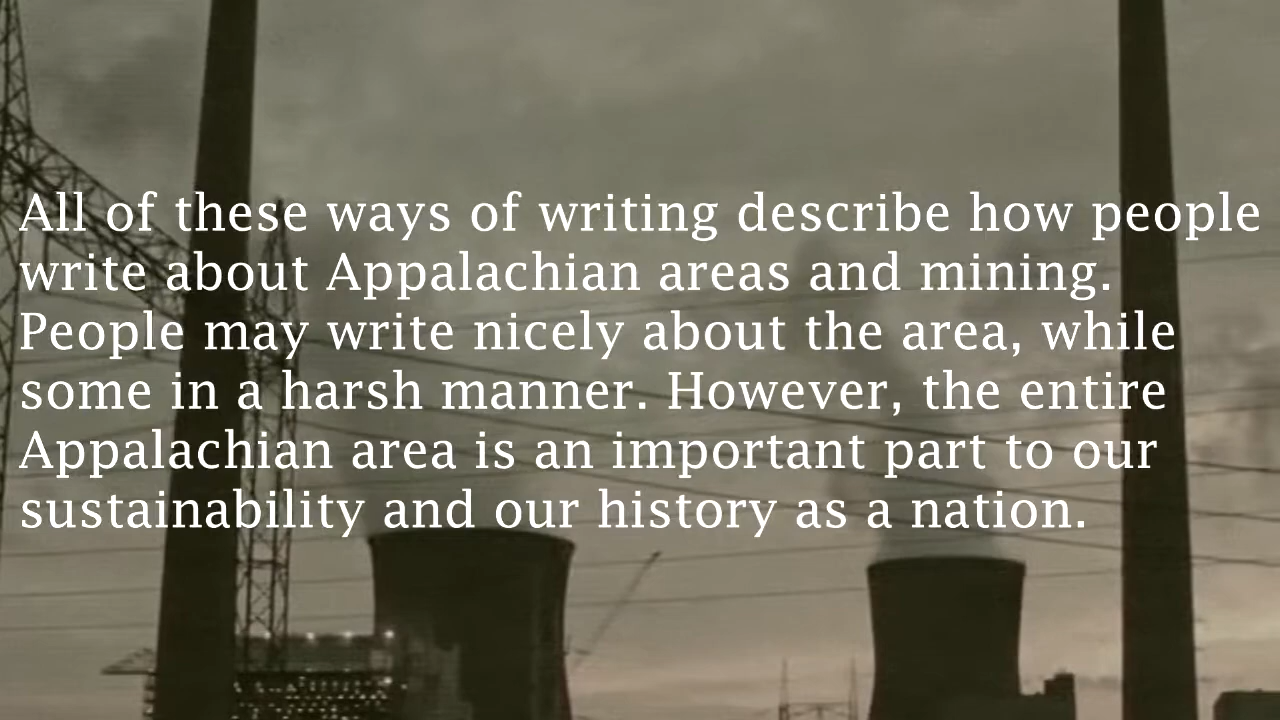 All of these ways of writing describe how people
write about Appalachian areas and mining.
People may write nicely about the area, while
some in a harsh manner. However, the entire
Appalachian area is an important part to our
sustainability and our history as a nation.